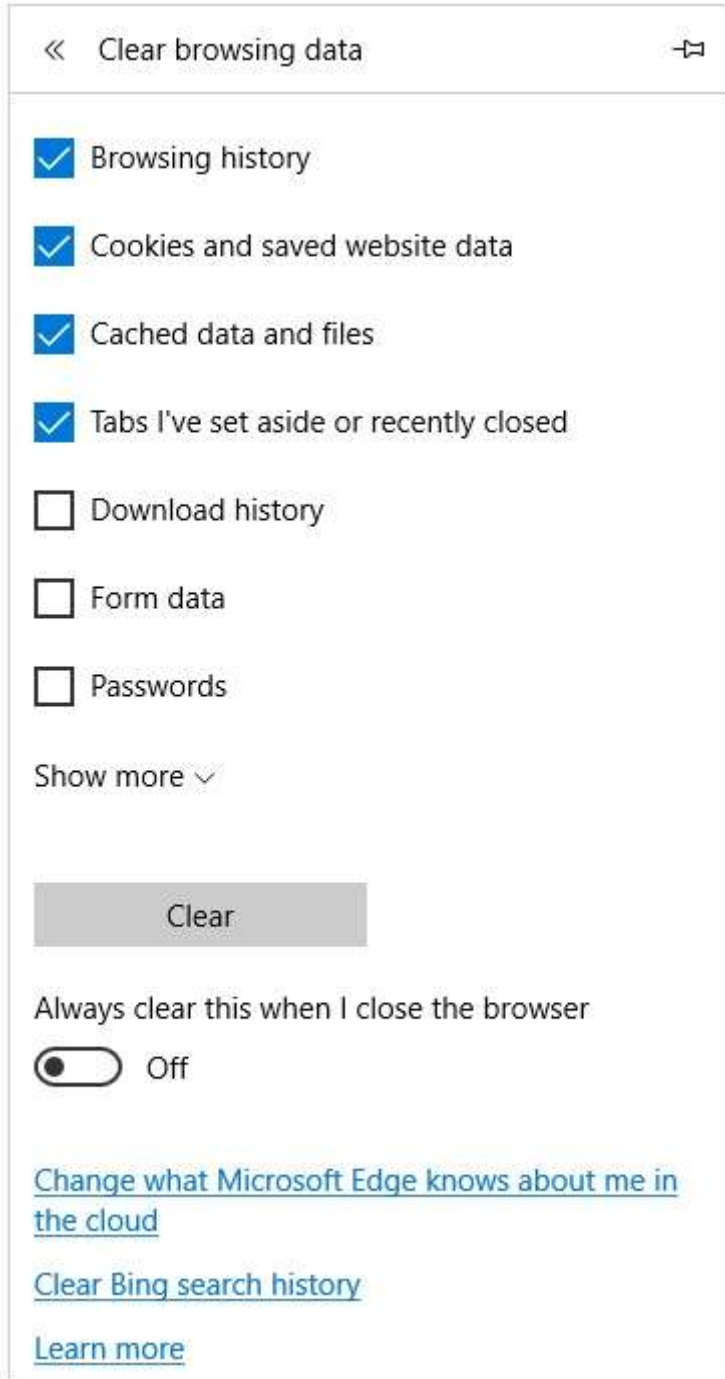 Clear browsing data
Browsing history
Cookies and saved website data
Cached data and files
Tabs I've set aside or recently closed
Download history
Form data
Passwords
Show more
Clear
Always clear this when I close the browser
Off
Change what Microsoft Edge knows about me in
the cloud
Clear Bing search history
Learn more